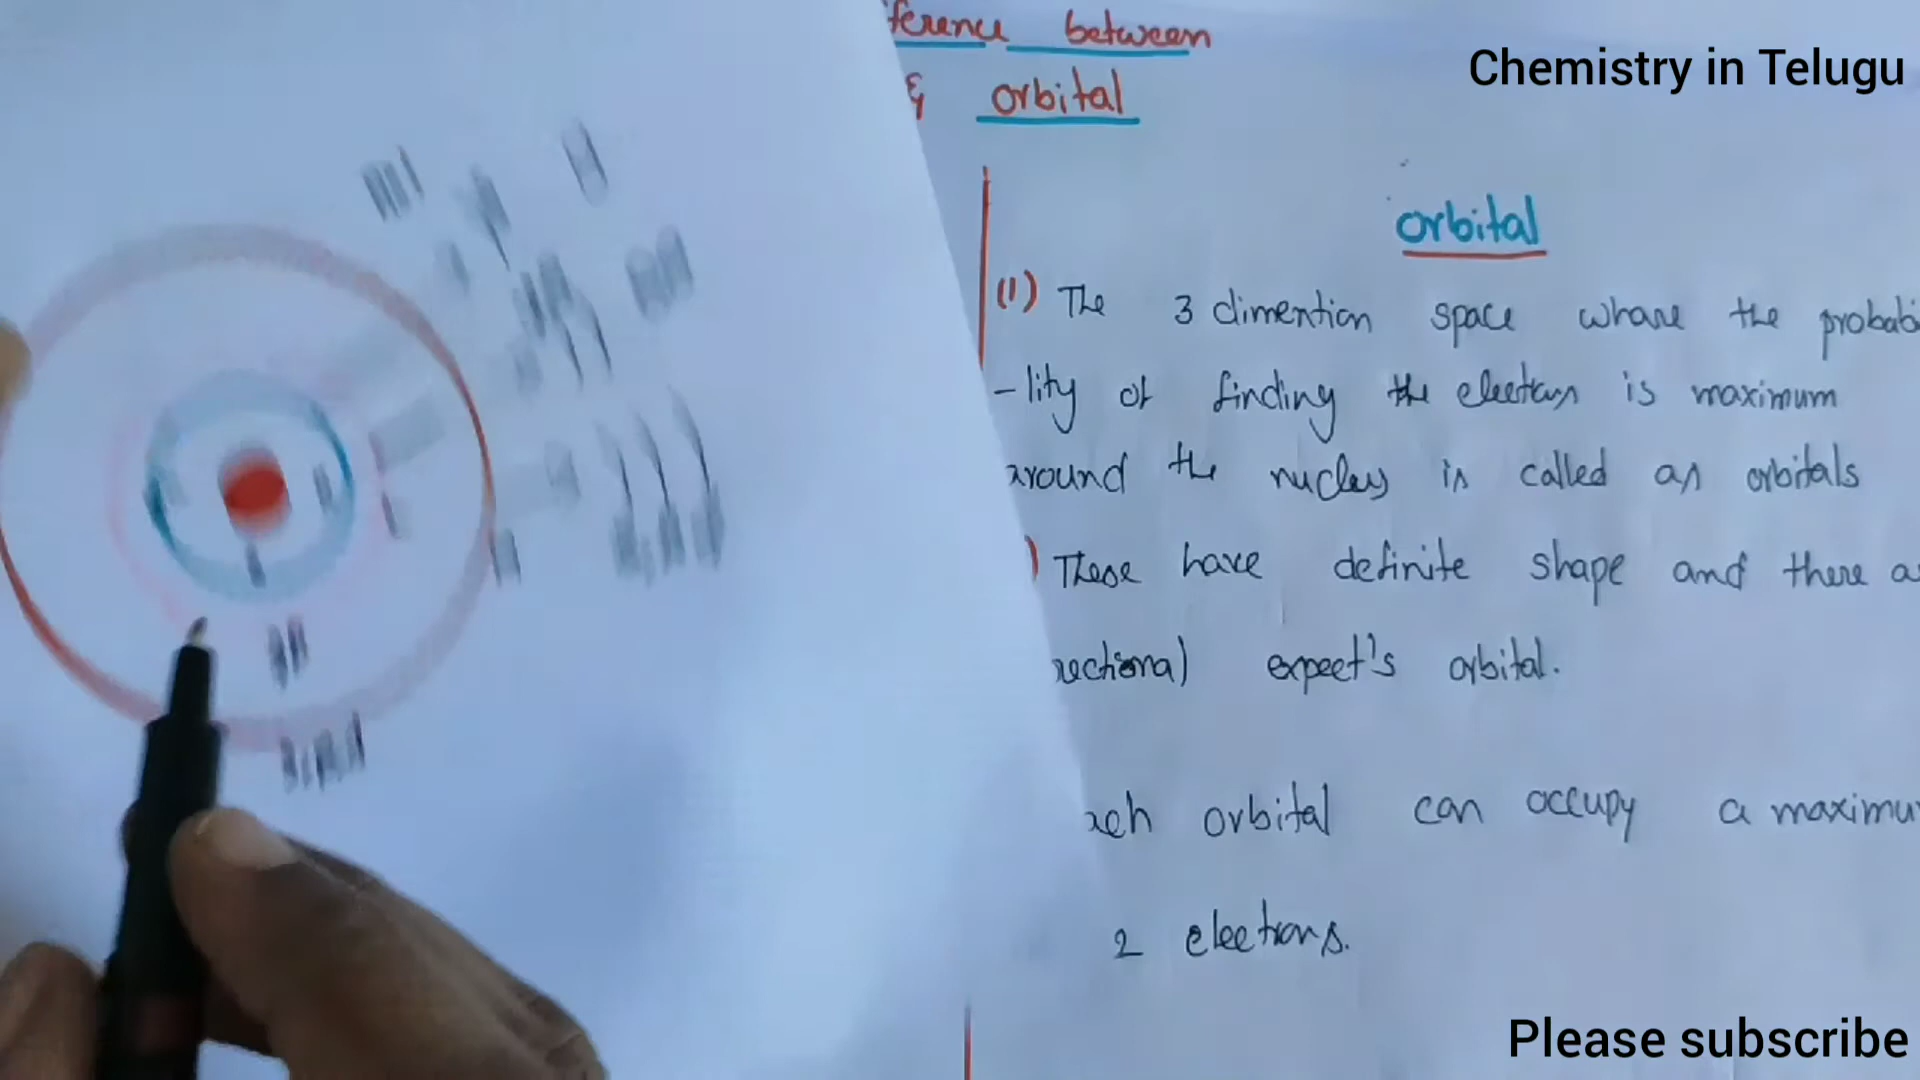 ference between
& orbital
Chemistry in Telugu
orbital
(1) The 3 dimention space whare the probabi
-lity of finding the electron is maximum
around the nucleus is called an orbitals
) These have definite shape and there a
rectional) expect's orbital.
ach orbital can occupy a maximu
2 electrons.
Please subscribe